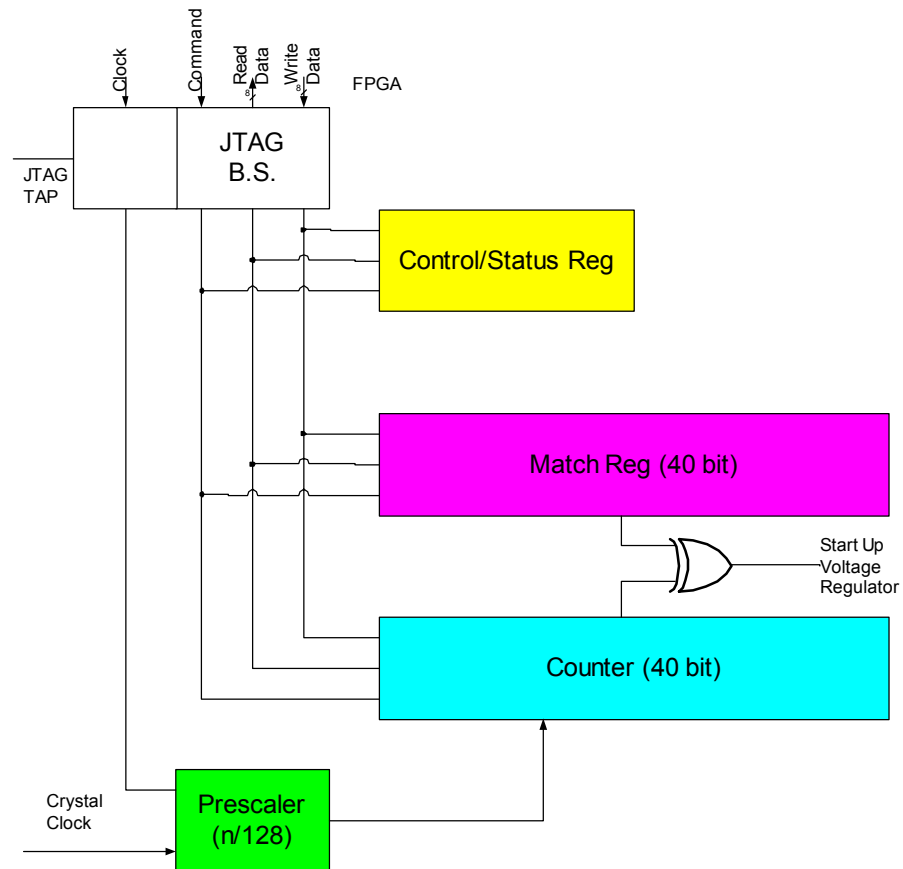 Clock
Command
Read
Data
8
Write
Data
8
FPGA
JTAG
B.S.
JTAG
TAP
Control/Status Reg
Match Reg (40 bit)
Start Up
Voltage
Regulator
Counter (40 bit)
Crystal
Clock
Prescaler
(n/128)